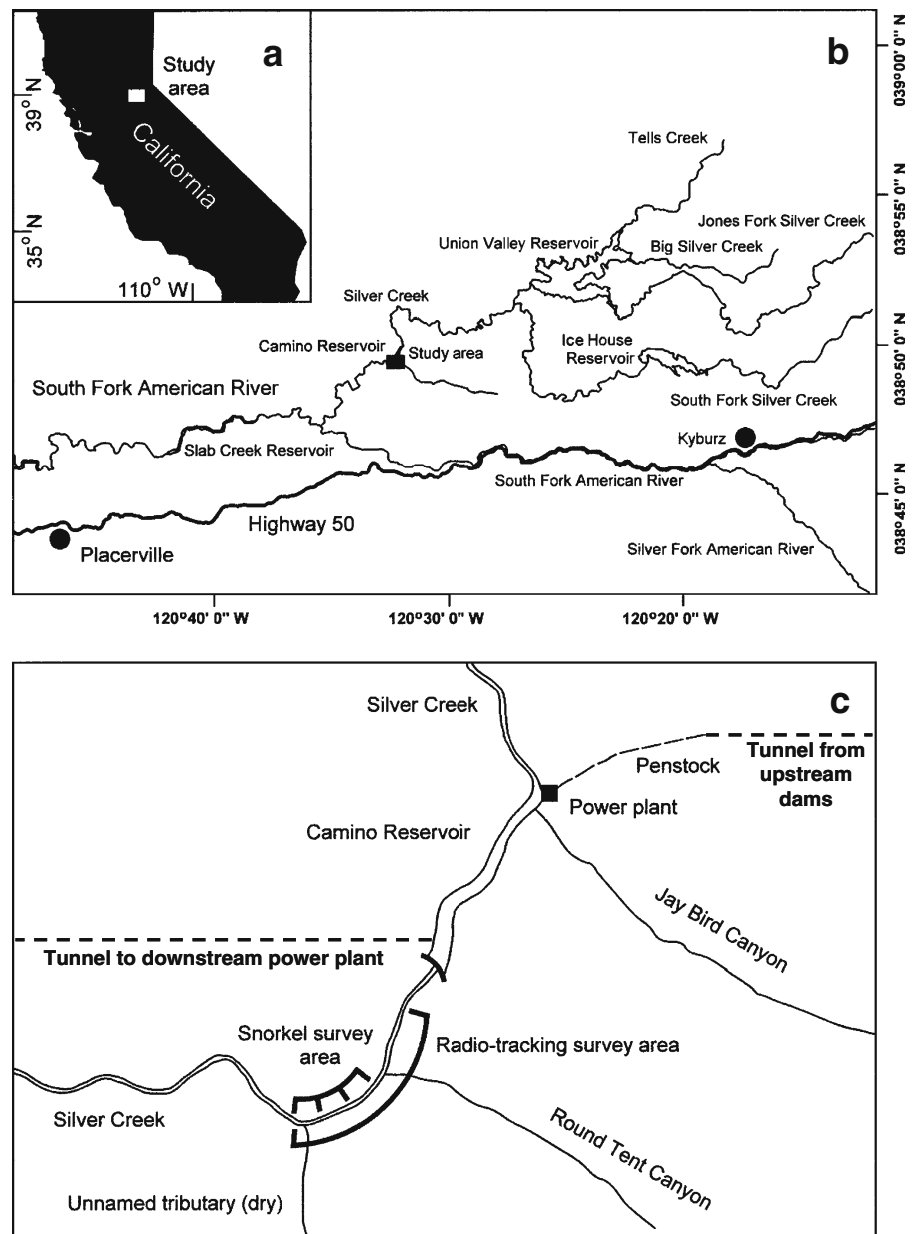 a
Study
area
39° N
California
35° N
110° W
b
039°00' 0" N
Tells Creek
038°55' 0" N
Jones Fork Silver Creek
Union Valley Reservoir
Big Silver Creek
Silver Creek
Camino Reservoir
Study area
Ice House
Reservoir
038°50' 0" N
South Fork American River
South Fork Silver Creek
Kyburz
Slab Creek Reservoir
South Fork American River
038°45' 0" N
Highway 50
Placerville
Silver Fork American River
120°40' 0" W
120°30' 0" W
120°20' 0" W
c
Silver Creek
Tunnel from
upstream
dams
Penstock
Power plant
Camino Reservoir
Jay Bird Canyon
Tunnel to downstream power plant
Snorkel survey
area
Radio-tracking survey area
Silver Creek
Round Tent Canyon
Unnamed tributary (dry)